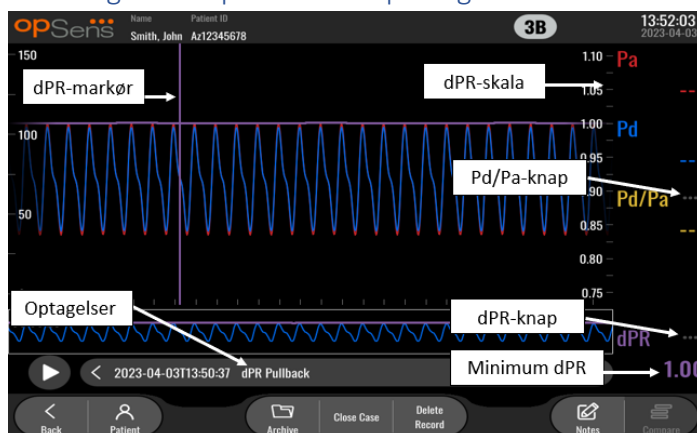 opSens
Name
Patient ID
Smith, John
Az12345678
3B
13:52:03
2023-04-03
150
1.10
Pa
dPR-markør
dPR-skala
1.05
--
100
1.00
Pd
0.95
--
Pd/Pa-knap
0.90
Pd/Pa
...
50
0.85
--
0.80
Optagelser
0.75
dPR-knap
dPR
...
2023-04-03T13:50:37 dPR Pullback
Minimum dPR
1.00
Back
Patient
Archive
Close Case
Delete
Record
Notes
Compare